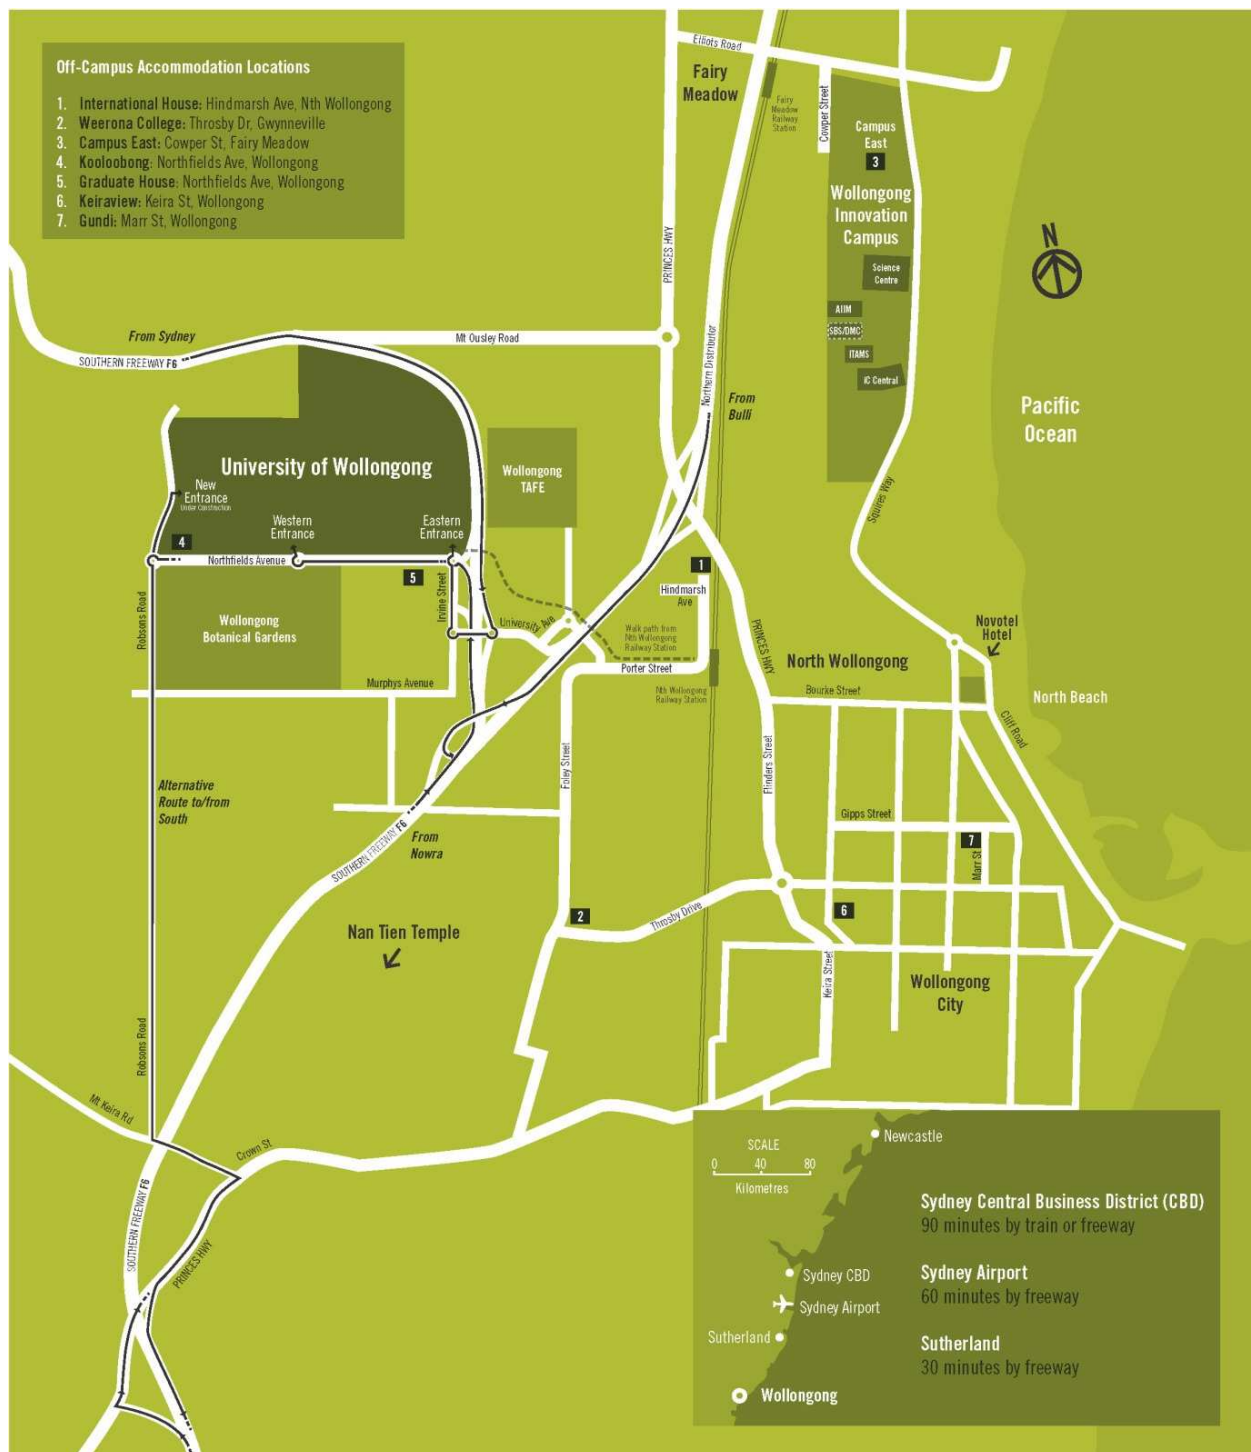 Off-Campus Accommodation Locations
1. International House: Hindmarsh Ave, Nth Wollongong
2. Weerona College: Throsby Dr, Gwynneville
3. Campus East: Cowper St, Fairy Meadow
4. Kooloobong: Northfields Ave, Wollongong
5. Graduate House: Northfields Ave, Wollongong
6. Keiraview: Keira St, Wollongong
7. Gundi: Marr St, Wollongong
Elliots Road
Fairy
Meadow
Fairy
Meadow
Railway
Station
Cowper Street
Campus
East
3
Wollongong
Innovation
Campus
Science
Centre
AIIM
SBS/DMC
ITAMS
iC Central
N
PRINCES HWY
From Sydney
SOUTHERN FREEWAY F6
Mt Ousley Road
Northern Distributor
From
Bulli
Pacific
Ocean
University of Wollongong
Wollongong
TAFE
New
Entrance
Under Construction
Western
Entrance
Eastern
Entrance
Squires Way
4
Northfields Avenue
5
Irvine Street
1
Hindmarsh
Ave
Robsons Road
Wollongong
Botanical Gardens
University Ave
Walk path from
Nth Wollongong
Railway Station
Porter Street
PRINCES HWY
Novotel
Hotel
North Wollongong
Murphys Avenue
Nth Wollongong
Railway Station
Bourke Street
North Beach
Cliff Road
Foley Street
Flinders Street
Alternative
Route to/from
South
Gipps Street
SOUTHERN FREEWAY F6
From
Nowra
7
Marr St
2
Throsby Drive
6
Nan Tien Temple
Keira Street
Wollongong
City
Robsons Road
Mt Keira Rd
Crown St
SOUTHERN FREEWAY F6
PRINCES HWY
SCALE
0 40 80
Kilometres
Newcastle
Sydney CBD
Sydney Airport
Sutherland
Wollongong
Sydney Central Business District (CBD)
90 minutes by train or freeway
Sydney Airport
60 minutes by freeway
Sutherland
30 minutes by freeway